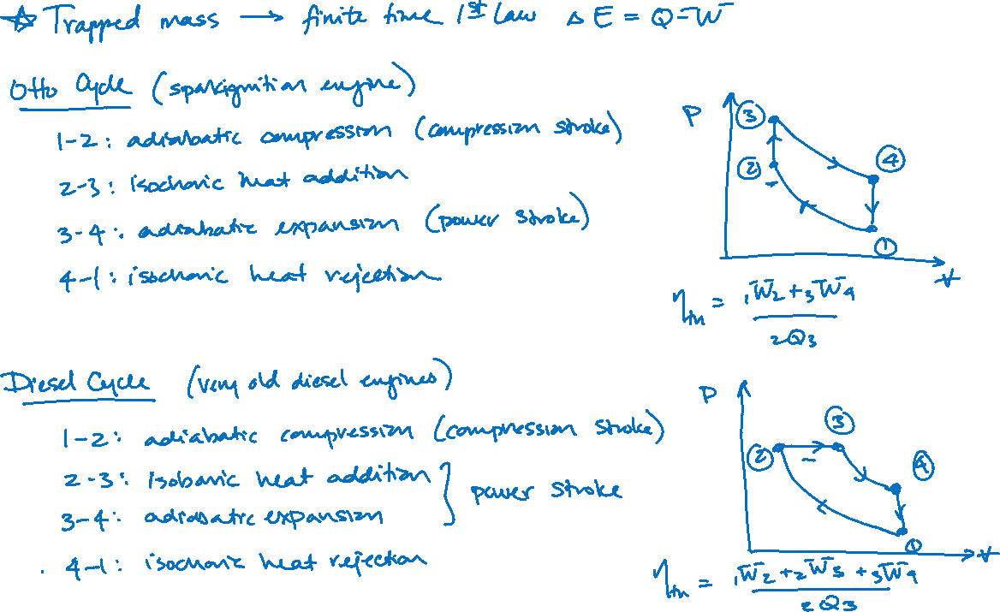 ☆ Trapped mass → finite time 1st Law ΔE = Q - W
Otto Cycle (spark ignition engine)
1-2: adiabatic compression (compression stroke)
2-3: isochoric heat addition
3-4: adiabatic expansion (power stroke)
4-1: isochoric heat rejection
P
③
④
②
①
V
ηth = ₁W₂ + ₃W₄
₂Q₃
Diesel Cycle (very old diesel engines)
1-2: adiabatic compression (compression stroke)
2-3: isobaric heat addition
3-4: adiabatic expansion
power stroke
4-1: isochoric heat rejection
P
③
②
④
①
V
ηth = ₁W₂ + ₂W₃ + ₃W₄
₂Q₃